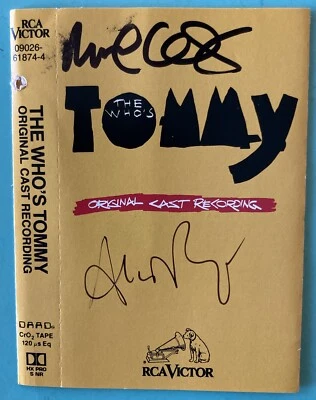 RCA
VICTOR
09026-
61874-4
THE WHO'S TOMMY
ORIGINAL CAST RECORDING
DAAD
CrO2 TAPE
120 µs Eq
HX PRO
S NR
THE
WHO'S
TOMMY
ORIGINAL CAST RECORDING
RCAVICTOR